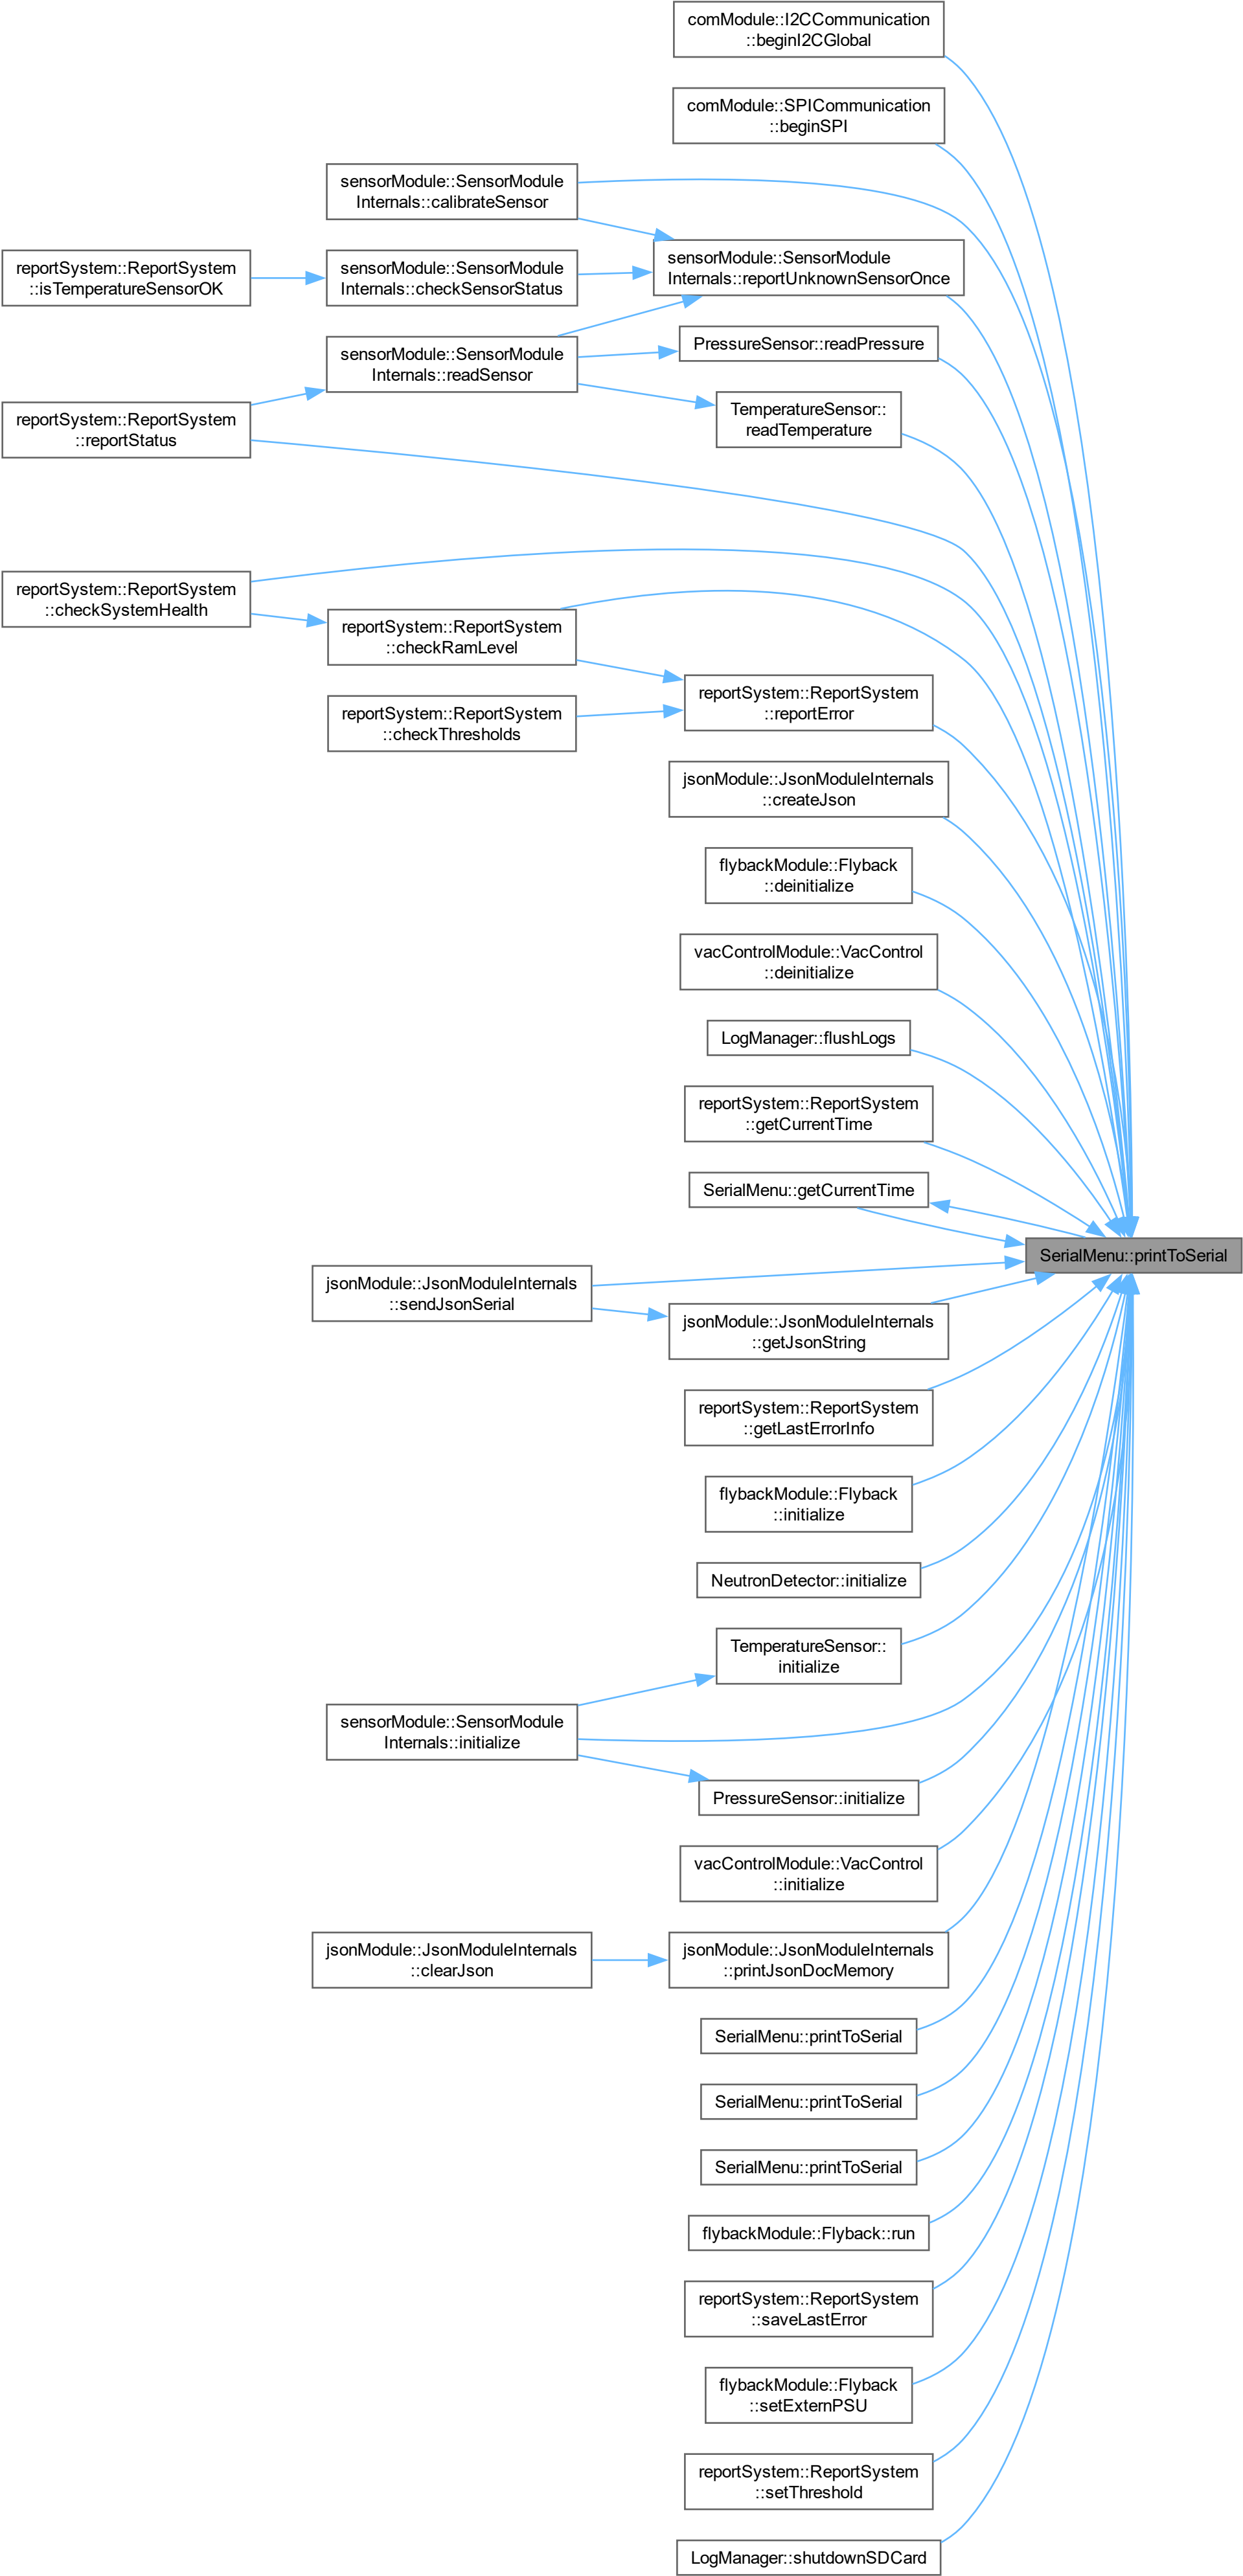 comModule::I2CCommunication
::beginI2CGlobal
comModule::SPICommunication
::beginSPI
sensorModule::SensorModule
Internals::calibrateSensor
sensorModule::SensorModule
Internals::reportUnknownSensorOnce
reportSystem::ReportSystem
::isTemperatureSensorOK
sensorModule::SensorModule
Internals::checkSensorStatus
PressureSensor::readPressure
sensorModule::SensorModule
Internals::readSensor
TemperatureSensor::
readTemperature
reportSystem::ReportSystem
::reportStatus
reportSystem::ReportSystem
::checkSystemHealth
reportSystem::ReportSystem
::checkRamLevel
reportSystem::ReportSystem
::reportError
reportSystem::ReportSystem
::checkThresholds
jsonModule::JsonModuleInternals
::createJson
flybackModule::Flyback
::deinitialize
vacControlModule::VacControl
::deinitialize
LogManager::flushLogs
reportSystem::ReportSystem
::getCurrentTime
SerialMenu::getCurrentTime
SerialMenu::printToSerial
jsonModule::JsonModuleInternals
::sendJsonSerial
jsonModule::JsonModuleInternals
::getJsonString
reportSystem::ReportSystem
::getLastErrorInfo
flybackModule::Flyback
::initialize
NeutronDetector::initialize
TemperatureSensor::
initialize
sensorModule::SensorModule
Internals::initialize
PressureSensor::initialize
vacControlModule::VacControl
::initialize
jsonModule::JsonModuleInternals
::clearJson
jsonModule::JsonModuleInternals
::printJsonDocMemory
SerialMenu::printToSerial
SerialMenu::printToSerial
SerialMenu::printToSerial
flybackModule::Flyback::run
reportSystem::ReportSystem
::saveLastError
flybackModule::Flyback
::setExternPSU
reportSystem::ReportSystem
::setThreshold
LogManager::shutdownSDCard